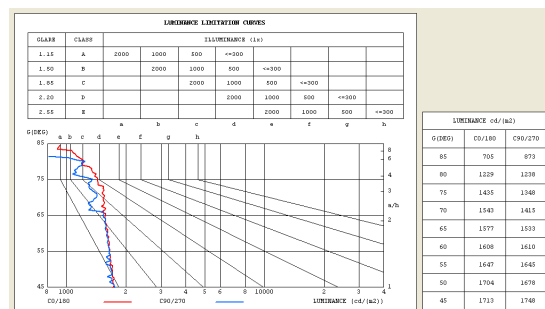 LUMINANCE LIMITATION CURVES
GLARE CLASS ILLUMINANCE (lx)
1.15 A 2000 1000 500 <=300
1.50 B 2000 1000 500 <=300
1.85 C 2000 1000 500 <=300
2.20 D 2000 1000 500 <=300
2.55 E 2000 1000 500 <=300
a b c d e f g h
G(DEG) a b c d e f g h
85 8
6
75 4
3
a/h
65 2
55
45 1
8 1000 2 3 4 5 6 8 10000 2 3 4
C0/180 C90/270 LUMINANCE (cd/(m2))
LUMINANCE cd/(m2)
G(DEG) C0/180 C90/270
85 705 873
80 1229 1238
75 1435 1348
70 1543 1415
65 1577 1533
60 1608 1610
55 1647 1645
50 1704 1678
45 1713 1748